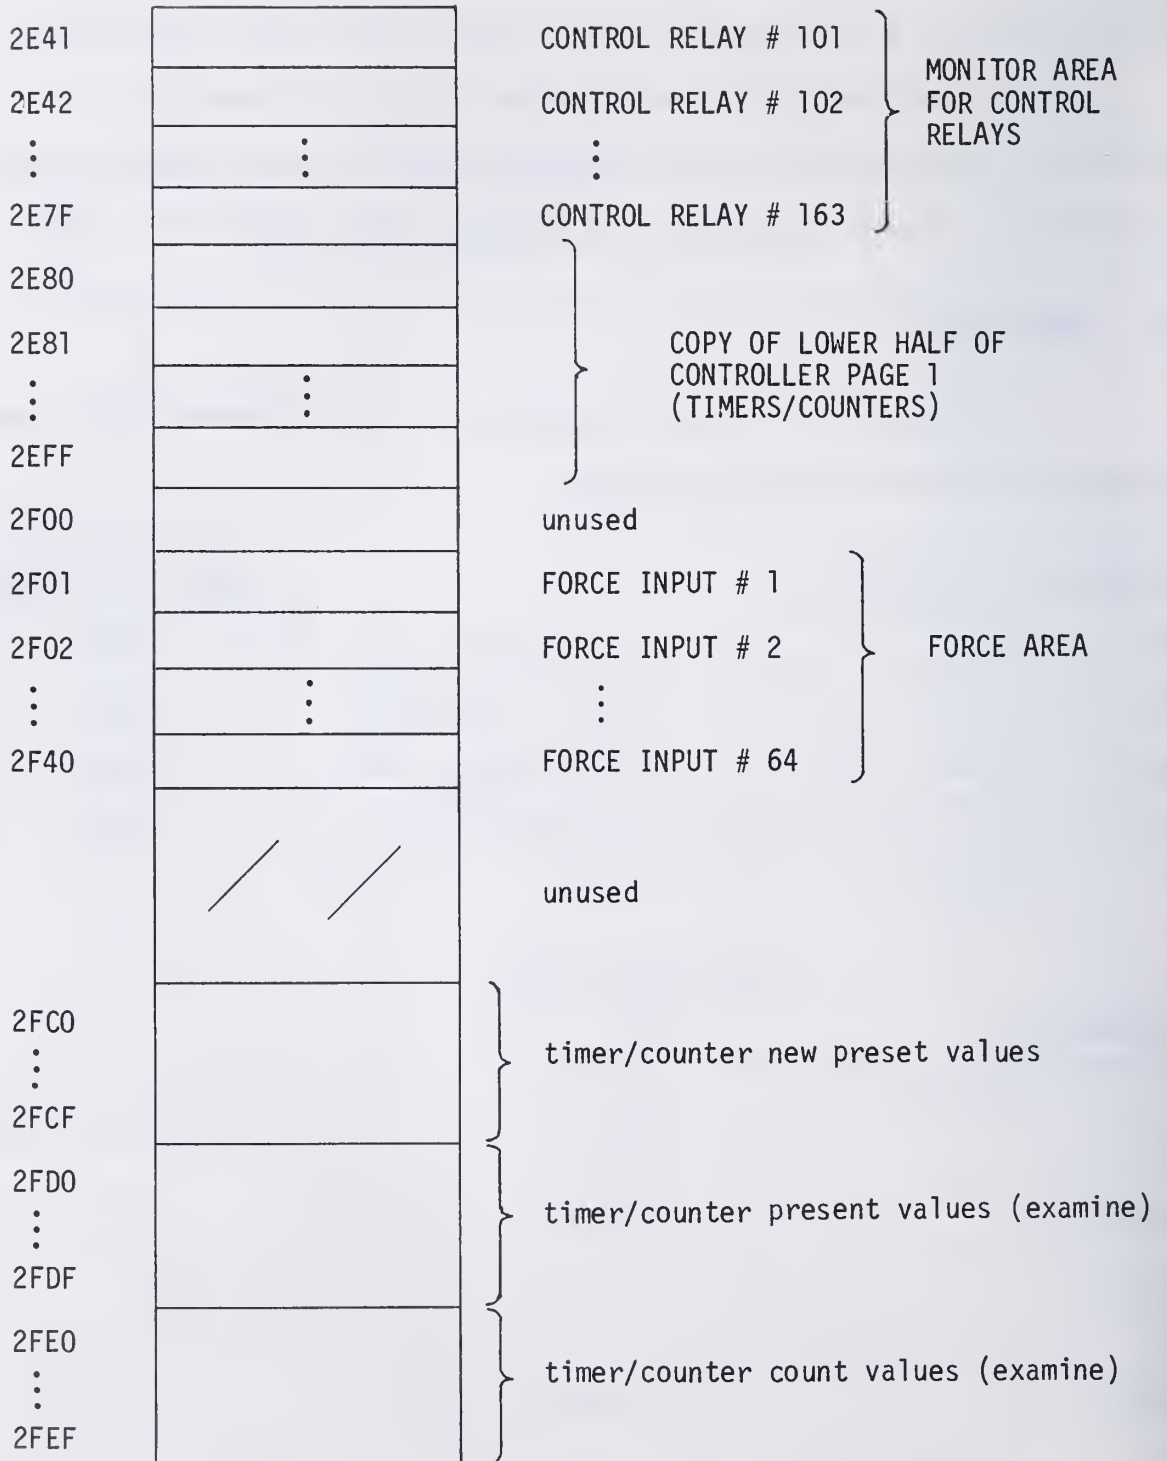 2E41 CONTROL RELAY # 101
MONITOR AREA
2E42 CONTROL RELAY # 102 FOR CONTROL
RELAYS
2E7F CONTROL RELAY # 163
2E80
2E81 COPY OF LOWER HALF OF
CONTROLLER PAGE 1
(TIMERS/COUNTERS)
2EFF
2F00 unused
2F01 FORCE INPUT # 1
2F02 FORCE INPUT # 2 FORCE AREA
2F40 FORCE INPUT # 64
unused
2FC0
timer/counter new preset values
2FCF
2FD0
timer/counter present values (examine)
2FDF
2FE0
timer/counter count values (examine)
2FEF